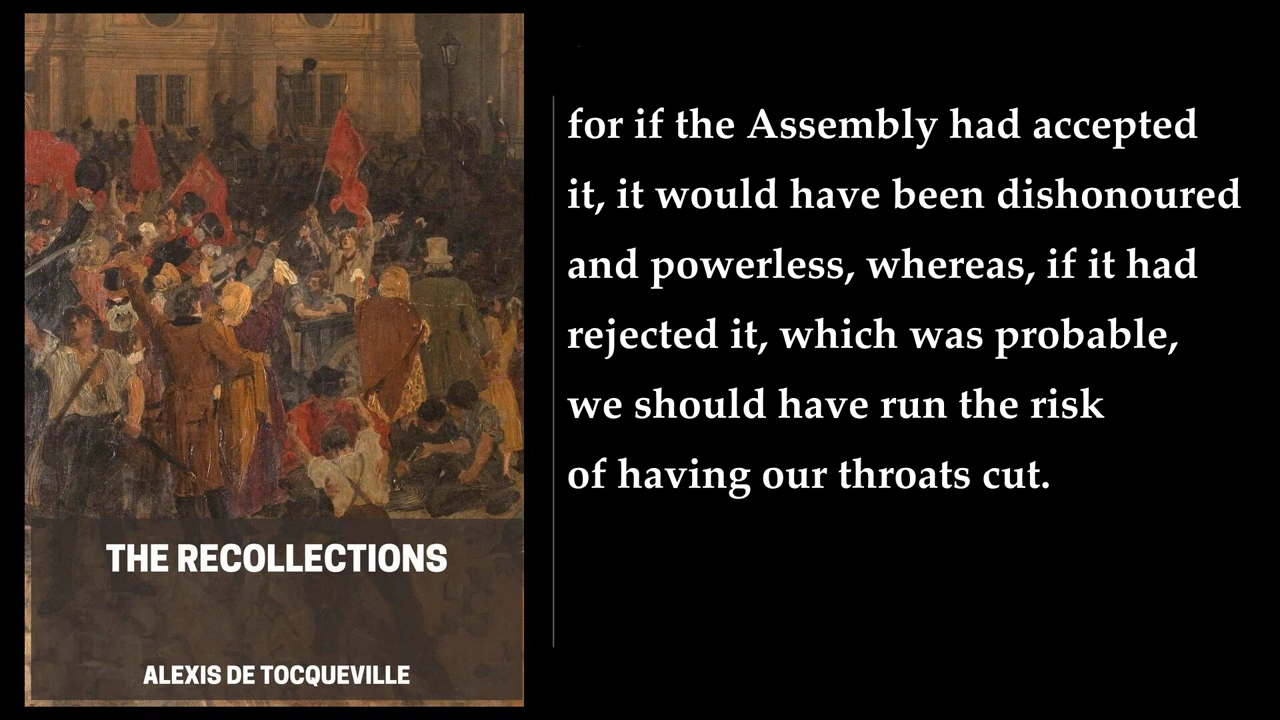 for if the Assembly had accepted
it, it would have been dishonoured
and powerless, whereas, if it had
rejected it, which was probable,
we should have run the risk
of having our throats cut.
THE RECOLLECTIONS
ALEXIS DE TOCQUEVILLE